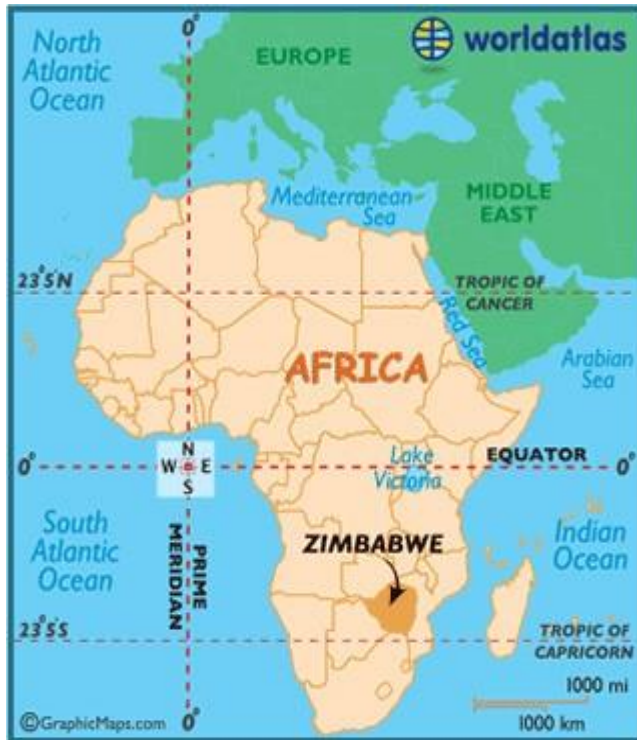 0°
North
Atlantic
Ocean
EUROPE
worldatlas
Mediterranean
Sea
MIDDLE
EAST
23°5N
TROPIC OF
CANCER
Red Sea
AFRICA
Arabian
Sea
N
W E
S
0°
EQUATOR
0°
Lake
Victoria
South
Atlantic
Ocean
PRIME
MERIDIAN
ZIMBABWE
Indian
Ocean
23°5S
TROPIC OF
CAPRICORN
1000 mi
1000 km
©GraphicMaps.com
0°